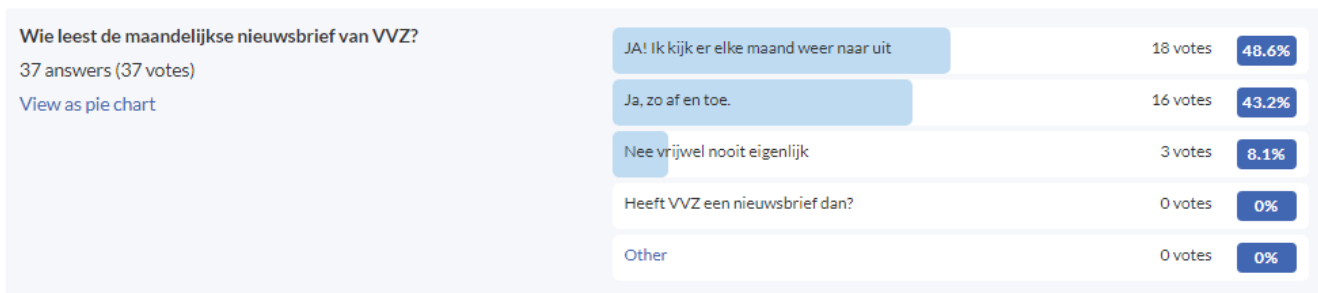 Wie leest de maandelijkse nieuwsbrief van VVZ?
37 answers (37 votes)
View as pie chart
JA! Ik kijk er elke maand weer naar uit 18 votes 48.6%
Ja, zo af en toe. 16 votes 43.2%
Nee vrijwel nooit eigenlijk 3 votes 8.1%
Heeft VVZ een nieuwsbrief dan? 0 votes 0%
Other 0 votes 0%